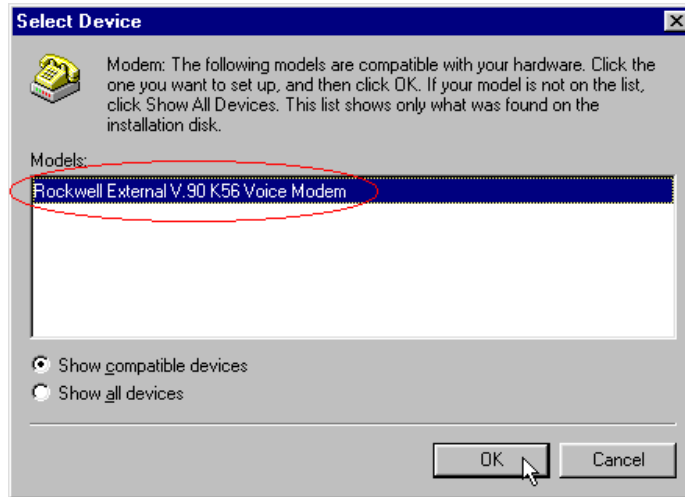 Select Device
Modem: The following models are compatible with your hardware. Click the
one you want to set up, and then click OK. If your model is not on the list,
click Show All Devices. This list shows only what was found on the
installation disk.
Models:
Rockwell External V.90 K56 Voice Modem
Show compatible devices
Show all devices
OK
Cancel